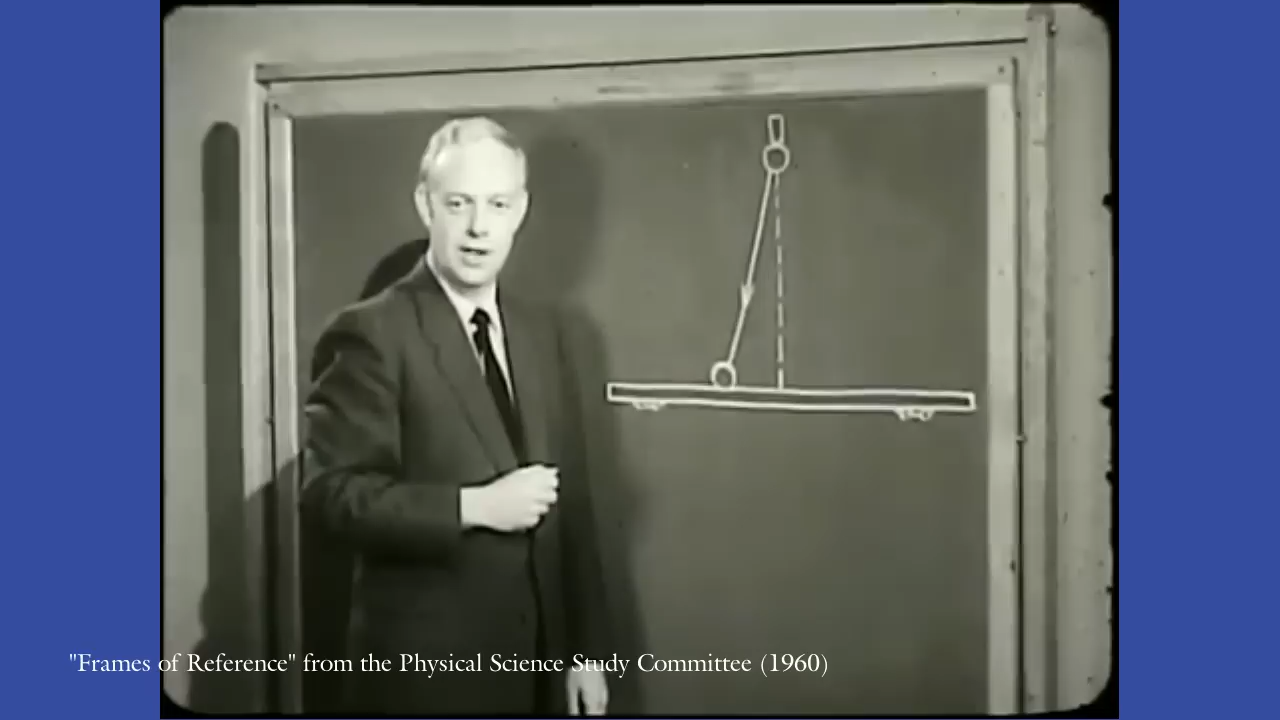 "Frames of Reference" from the Physical Science Study Committee (1960)